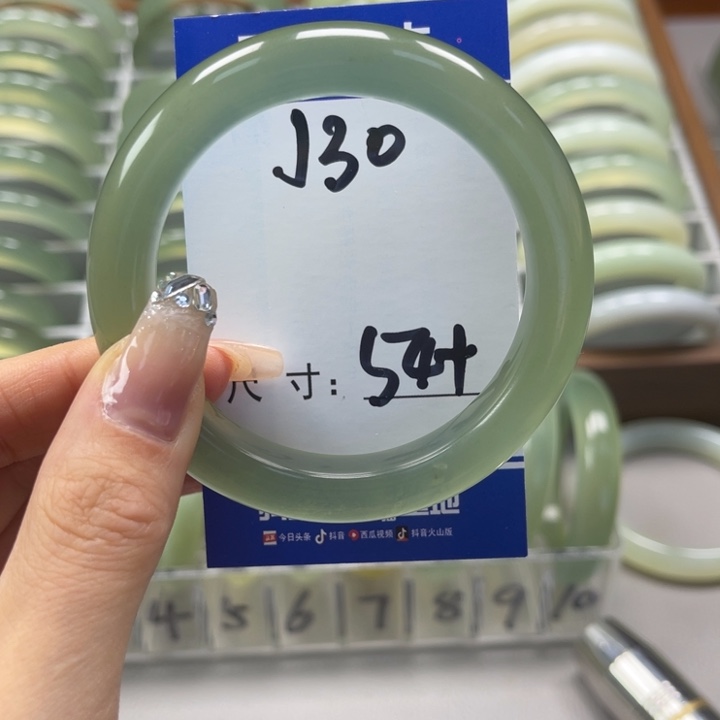 J30
尺寸: 54+
今日头条 抖音 西瓜视频 抖音火山版
4 5 6 7 8 9 10